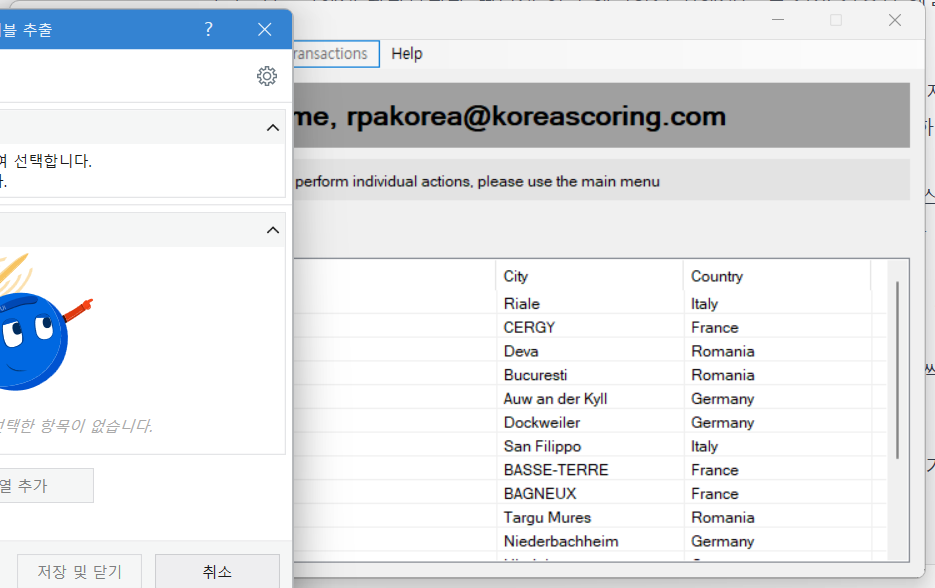 블 추출
?
여 선택합니다.
다.
선택한 항목이 없습니다.
열 추가
저장 및 닫기
취소
ransactions
Help
me, rpakorea@koreascoring.com
perform individual actions, please use the main menu
City Country
Riale Italy
CERGY France
Deva Romania
Bucuresti Romania
Auw an der Kyll Germany
Dockweiler Germany
San Filippo Italy
BASSE-TERRE France
BAGNEUX France
Targu Mures Romania
Niederbachheim Germany